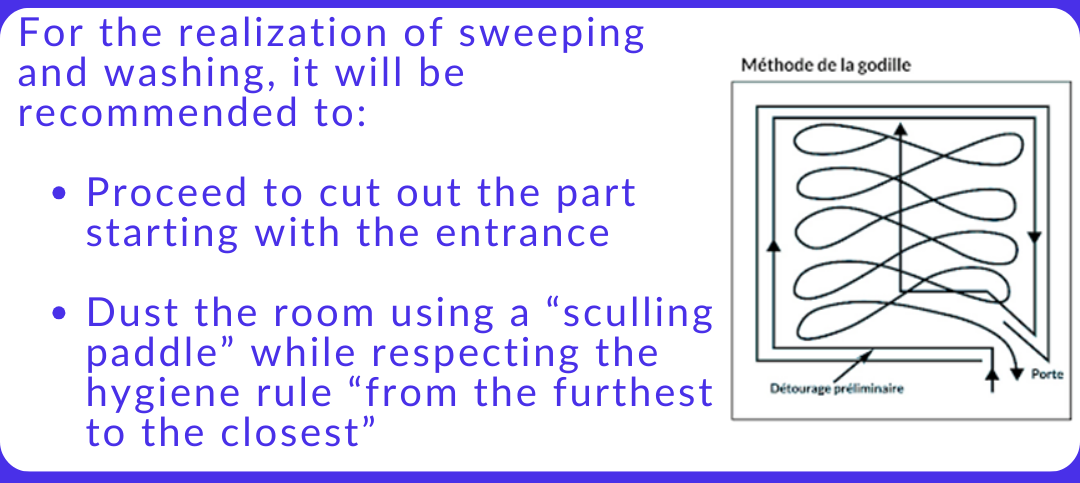 For the realization of sweeping
and washing, it will be
recommended to:
• Proceed to cut out the part
starting with the entrance
• Dust the room using a “sculling
paddle” while respecting the
hygiene rule “from the furthest
to the closest”
Méthode de la godille
Détourage préliminaire
Porte